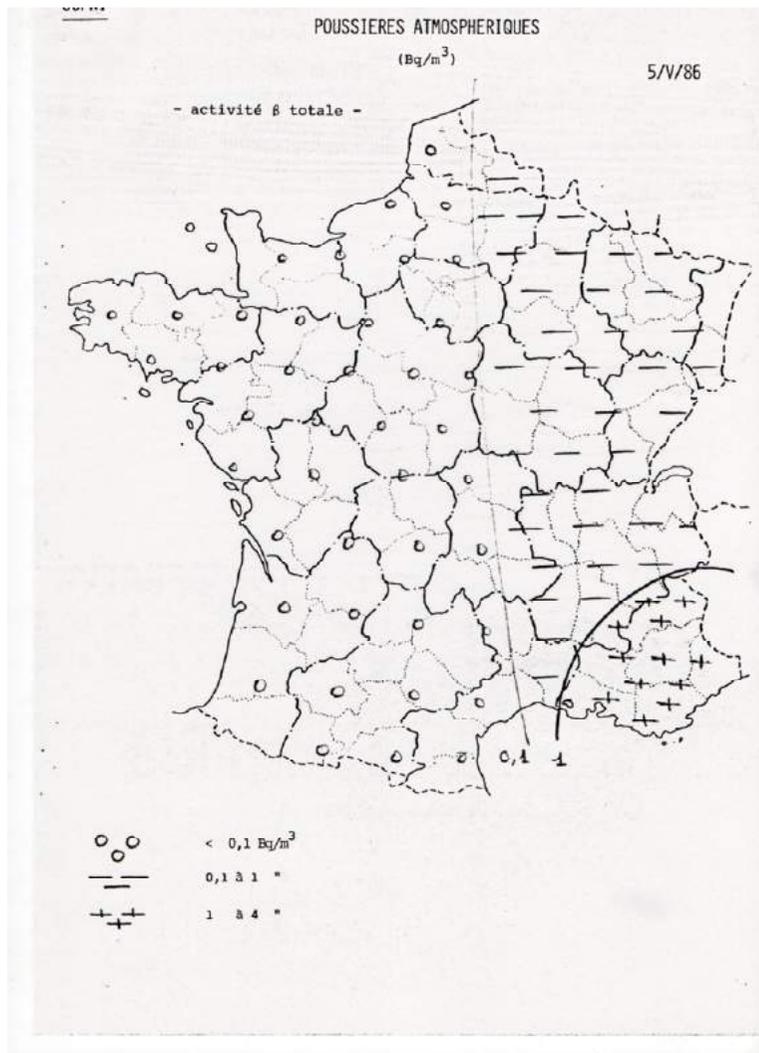 POUSSIERES ATMOSPHERIQUES
(Bq/m³)
5/V/86
- activité β totale -
0,1 1
< 0,1 Bq/m³
0,1 à 1 "
1 à 4 "